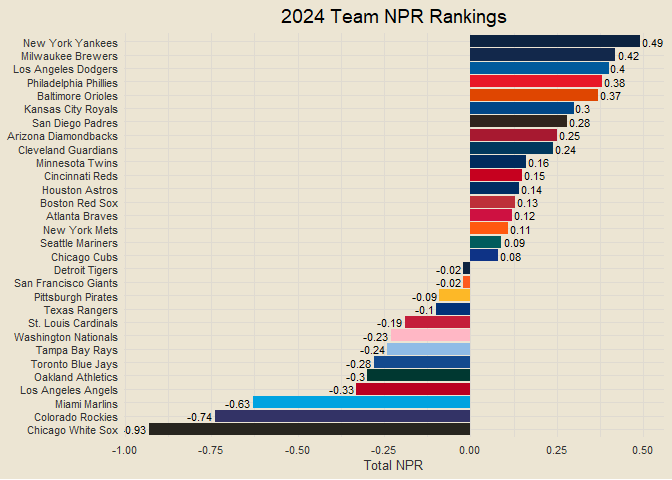 2024 Team NPR Rankings
New York Yankees 0.49
Milwaukee Brewers 0.42
Los Angeles Dodgers 0.4
Philadelphia Phillies 0.38
Baltimore Orioles 0.37
Kansas City Royals 0.3
San Diego Padres 0.28
Arizona Diamondbacks 0.25
Cleveland Guardians 0.24
Minnesota Twins 0.16
Cincinnati Reds 0.15
Houston Astros 0.14
Boston Red Sox 0.13
Atlanta Braves 0.12
New York Mets 0.11
Seattle Mariners 0.09
Chicago Cubs 0.08
Detroit Tigers -0.02
San Francisco Giants -0.02
Pittsburgh Pirates -0.09
Texas Rangers -0.1
St. Louis Cardinals -0.19
Washington Nationals -0.23
Tampa Bay Rays -0.24
Toronto Blue Jays -0.28
Oakland Athletics -0.3
Los Angeles Angels -0.33
Miami Marlins -0.63
Colorado Rockies -0.74
Chicago White Sox -0.93
-1.00 -0.75 -0.50 -0.25 0.00 0.25 0.50
Total NPR